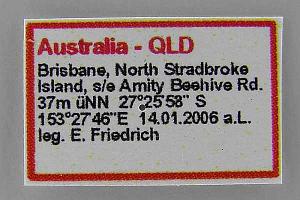 Australia - QLD
Brisbane, North Stradbroke
Island, s/e Amity Beehive Rd.
37m üNN 27°25'58" S
153°27'46"E 14.01.2006 a.L.
leg. E. Friedrich